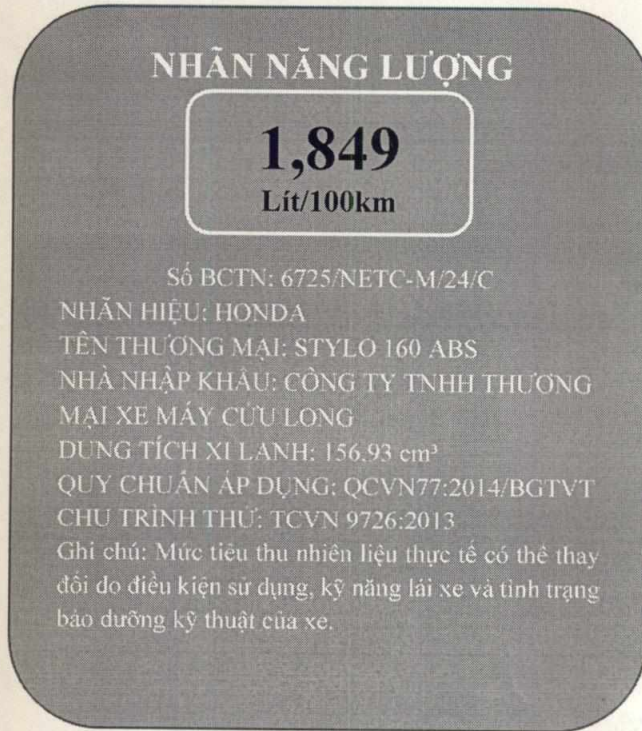 NHÃN NĂNG LƯỢNG
1,849
Lít/100km
Số BCTN: 6725/NETC-M/24/C
NHÃN HIỆU: HONDA
TÊN THƯƠNG MẠI: STYLO 160 ABS
NHÀ NHẬP KHẨU: CÔNG TY TNHH THƯƠNG
MẠI XE MÁY CỬU LONG
DUNG TÍCH XI LANH: 156,93 cm³
QUY CHUẨN ÁP DỤNG: QCVN77:2014/BGTVT
CHU TRÌNH THỬ: TCVN 9726:2013
Ghi chú: Mức tiêu thu nhiên liệu thực tế có thể thay
đổi do điều kiện sử dụng, kỹ năng lái xe và tình trạng
bảo dưỡng kỹ thuật của xe.